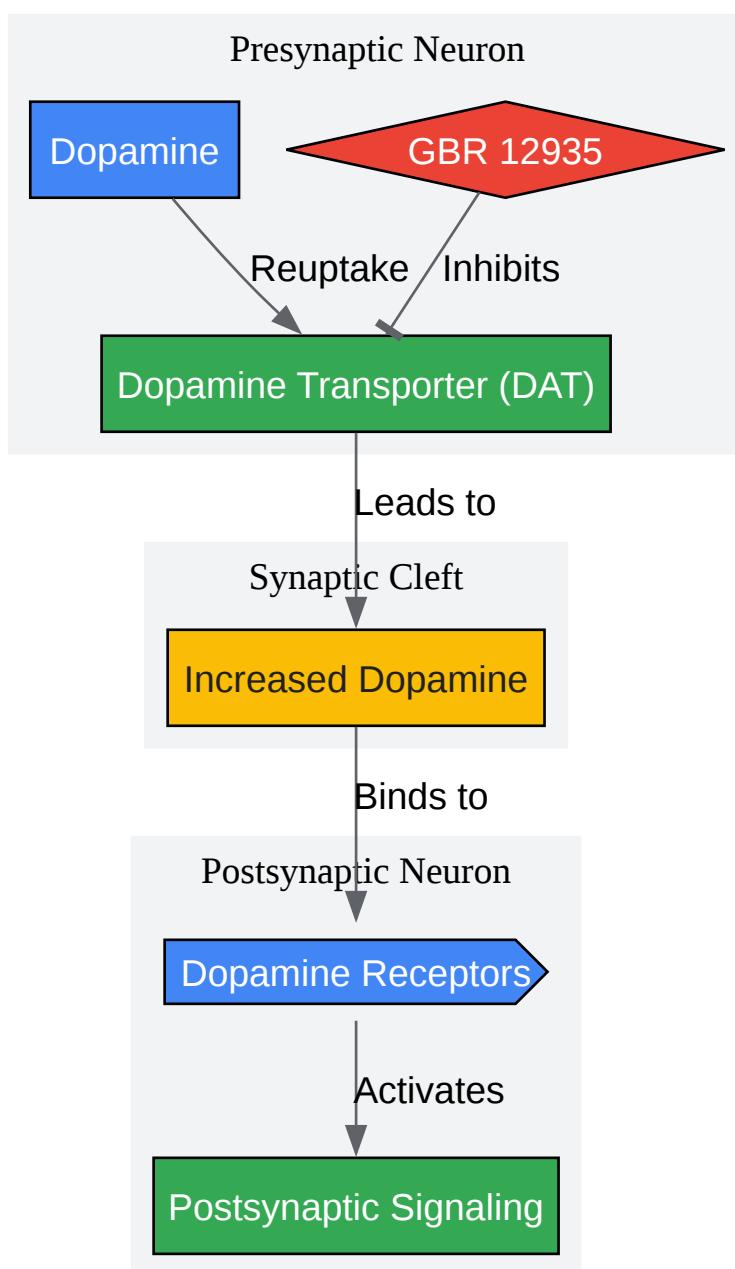 Presynaptic Neuron
Dopamine
GBR 12935
Reuptake
Inhibits
Dopamine Transporter (DAT)
Leads to
Synaptic Cleft
Increased Dopamine
Binds to
Postsynaptic Neuron
Dopamine Receptors
Activates
Postsynaptic Signaling